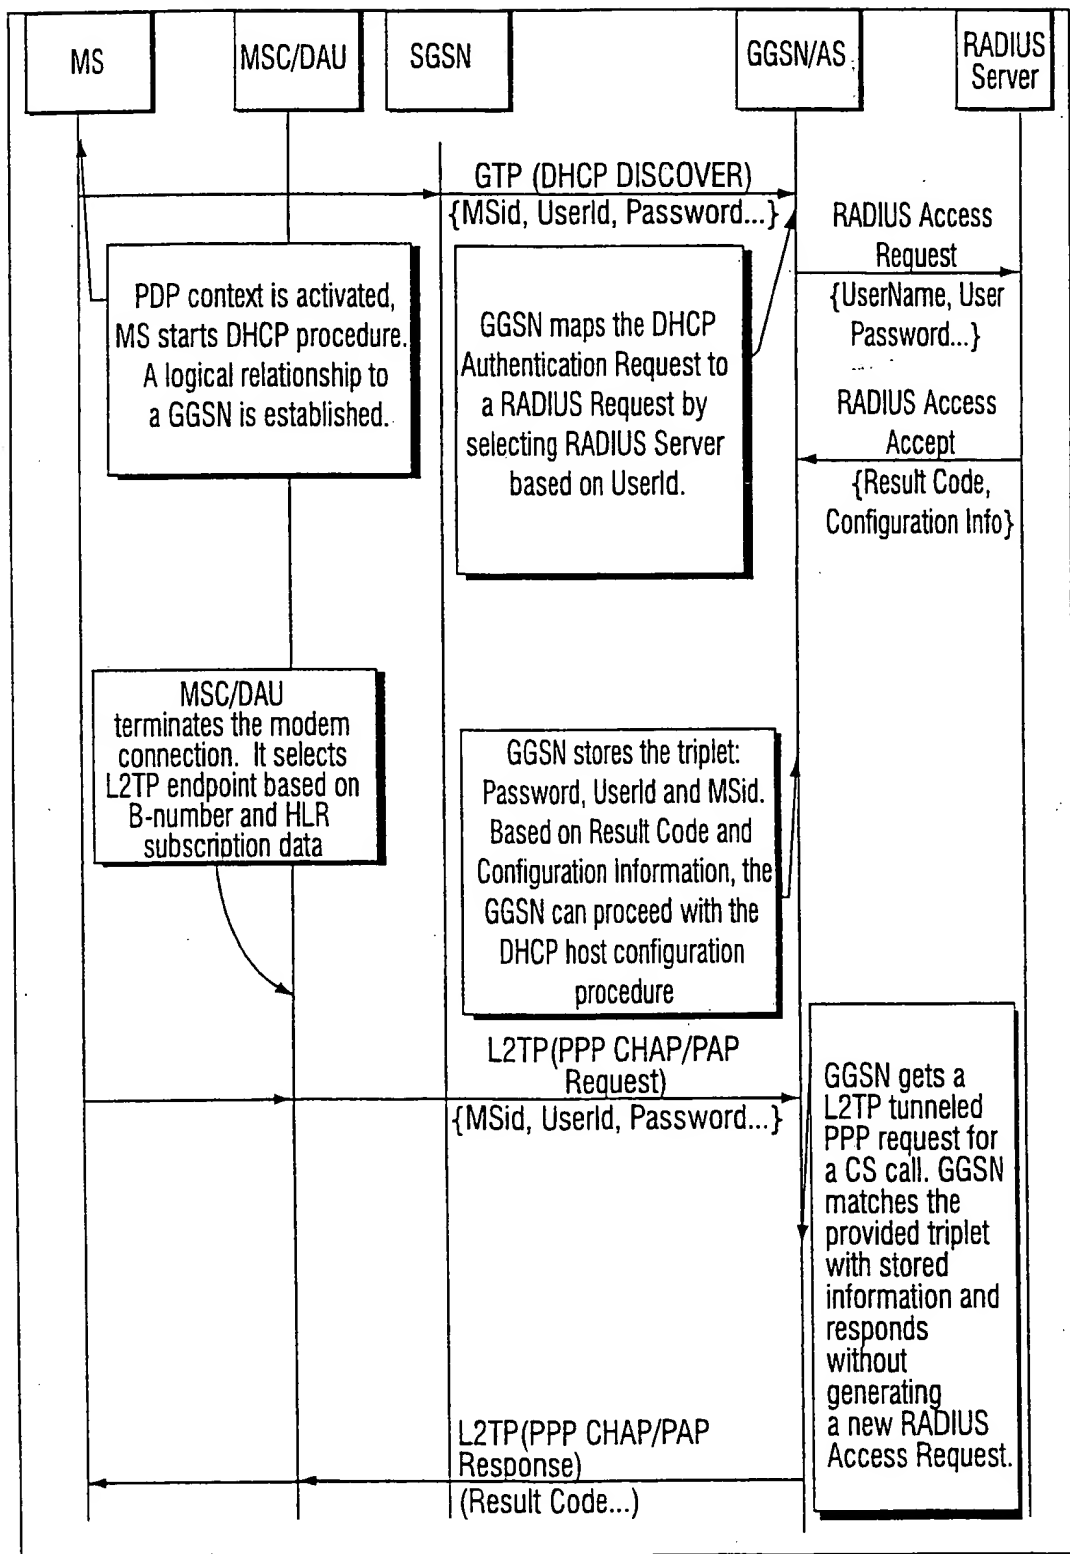 MS
MSC/DAU
SGSN
GGSN/AS
RADIUS
Server
GTP (DHCP DISCOVER)
{MSid, UserId, Password...}
RADIUS Access
Request
{UserName, User
Password...}
PDP context is activated,
MS starts DHCP procedure.
A logical relationship to
a GGSN is established.
GGSN maps the DHCP
Authentication Request to
a RADIUS Request by
selecting RADIUS Server
based on UserId.
RADIUS Access
Accept
{Result Code,
Configuration Info}
MSC/DAU
terminates the modem
connection. It selects
L2TP endpoint based on
B-number and HLR
subscription data
GGSN stores the triplet:
Password, UserId and MSid.
Based on Result Code and
Configuration Information, the
GGSN can proceed with the
DHCP host configuration
procedure
L2TP(PPP CHAP/PAP
Request)
{MSid, UserId, Password...}
GGSN gets a
L2TP tunneled
PPP request for
a CS call. GGSN
matches the
provided triplet
with stored
information and
responds
without
generating
a new RADIUS
Access Request.
L2TP(PPP CHAP/PAP
Response)
(Result Code...)